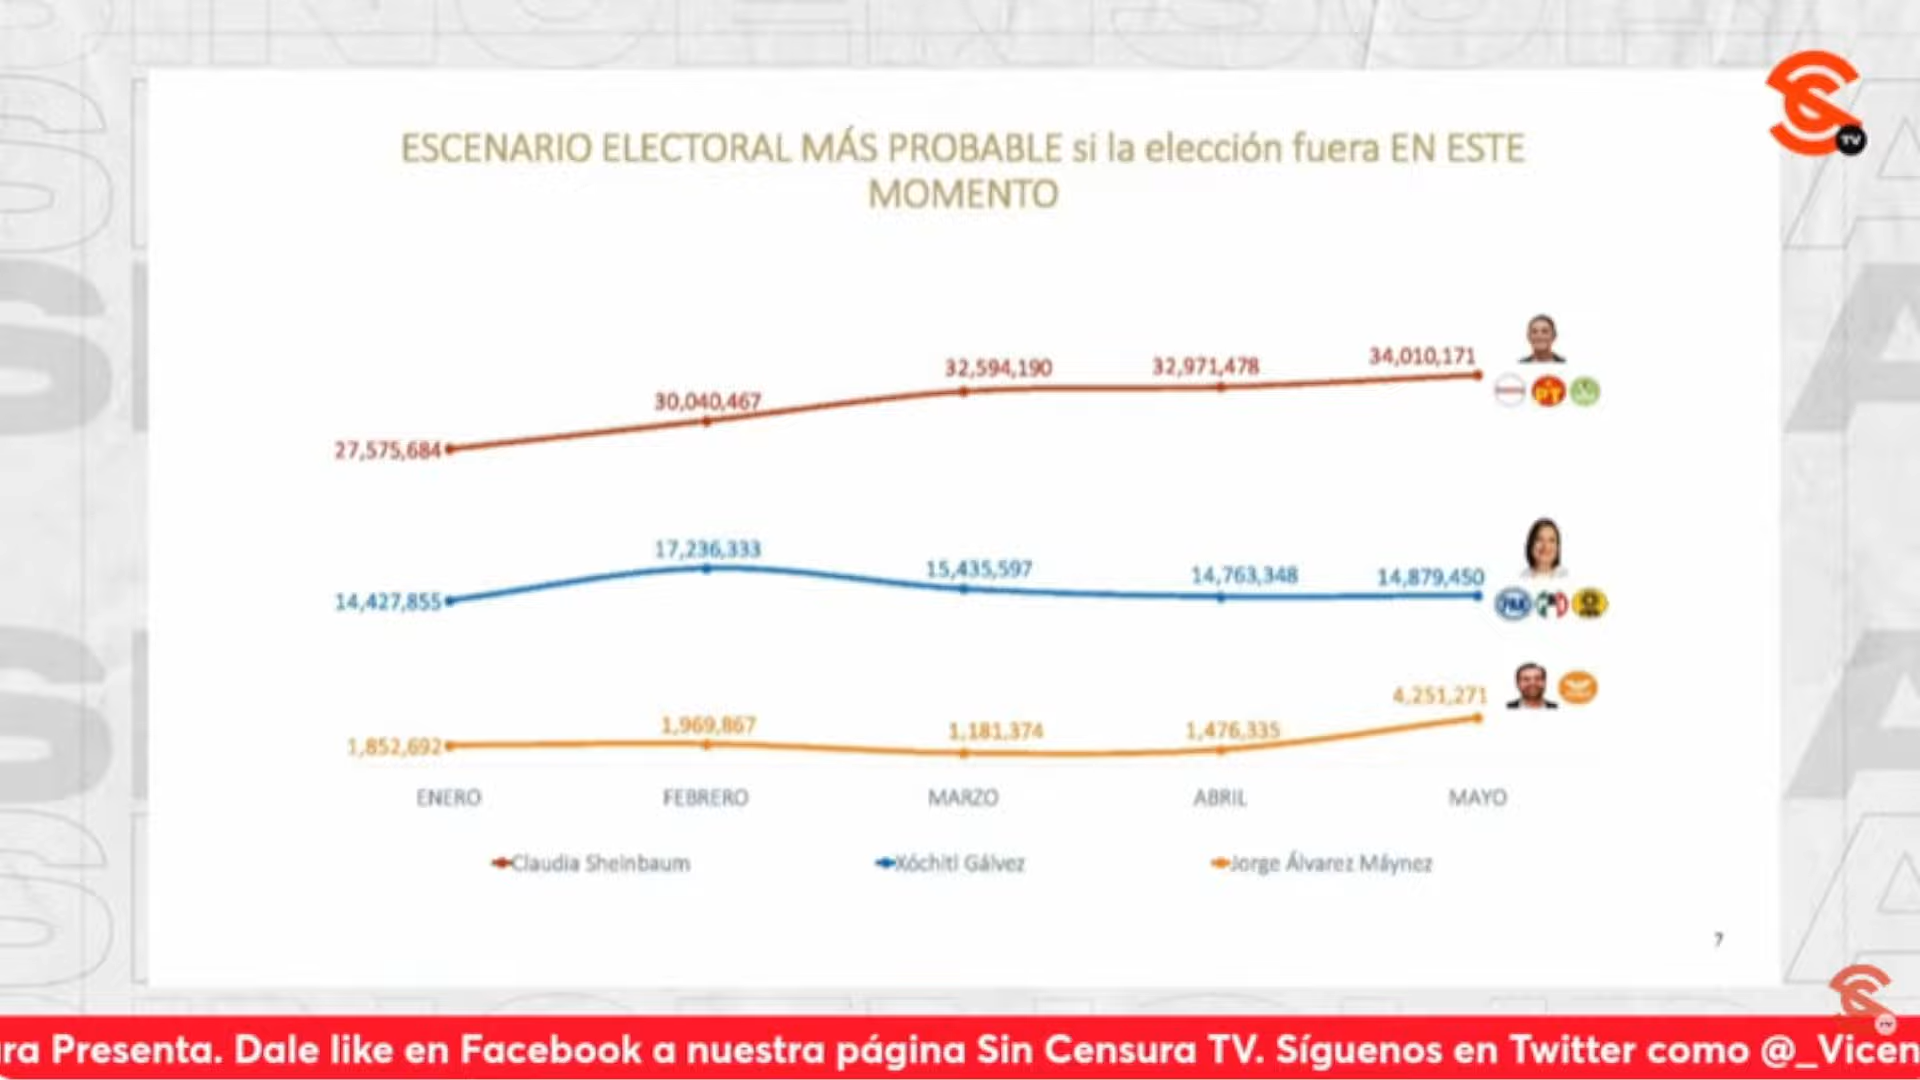 TV
ESCENARIO ELECTORAL MÁS PROBABLE si la elección fuera EN ESTE
MOMENTO
27,575,684
30,040,467
32,594,190
32,971,478
34,010,171
PT
14,427,855
17,236,333
15,435,597
14,763,348
14,879,450
PAN
PRI
1,852,692
1,969,867
1,181,374
1,476,335
4,251,271
ENERO FEBRERO MARZO ABRIL MAYO
Claudia Sheinbaum Xóchitl Gálvez Jorge Álvarez Máynez
7
ra Presenta. Dale like en Facebook a nuestra página Sin Censura TV. Síguenos en Twitter como @_Vicen